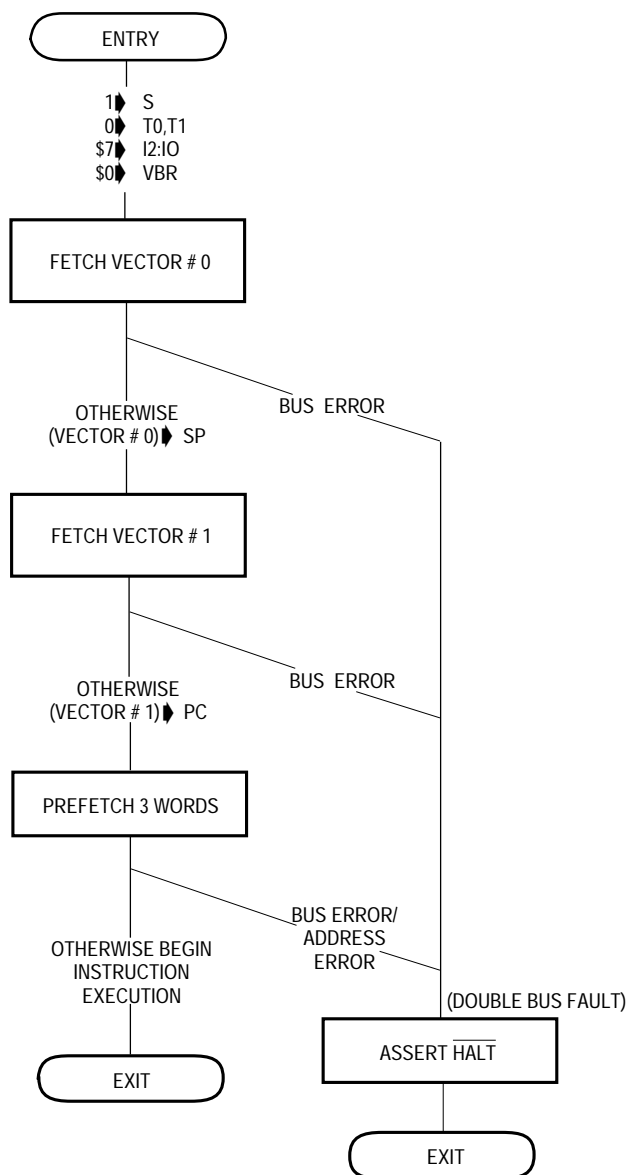 ENTRY
1 S
0 T0,T1
$7 I2:IO
$0 VBR
FETCH VECTOR # 0
BUS ERROR
OTHERWISE
(VECTOR # 0) SP
FETCH VECTOR # 1
BUS ERROR
OTHERWISE
(VECTOR # 1) PC
PREFETCH 3 WORDS
BUS ERROR/
ADDRESS
ERROR
OTHERWISE BEGIN
INSTRUCTION
EXECUTION
(DOUBLE BUS FAULT)
ASSERT HALT
EXIT
EXIT